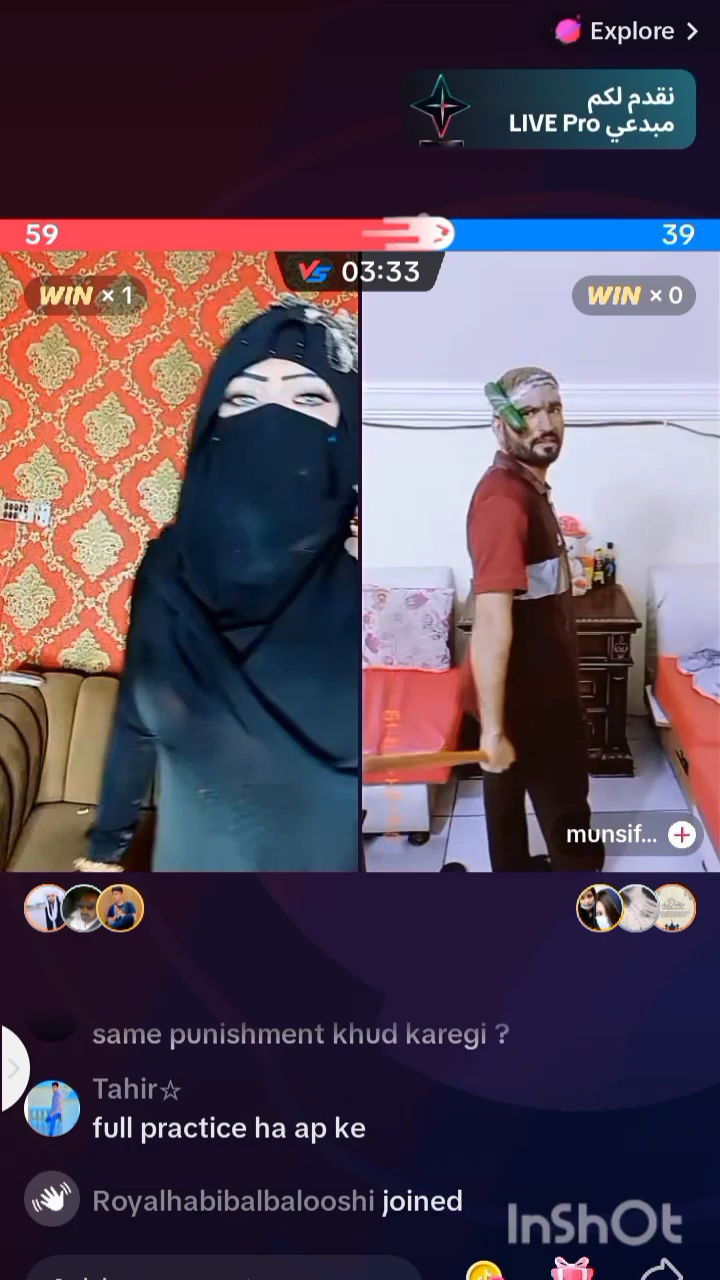 Explore
نقدم لكم
مبدعي LIVE Pro
59
39
VS 03:33
WIN × 1
WIN × 0
munsif...
same punishment khud karegi ?
Tahir☆
full practice ha ap ke
Royalhabibalbalooshi joined
InShOt